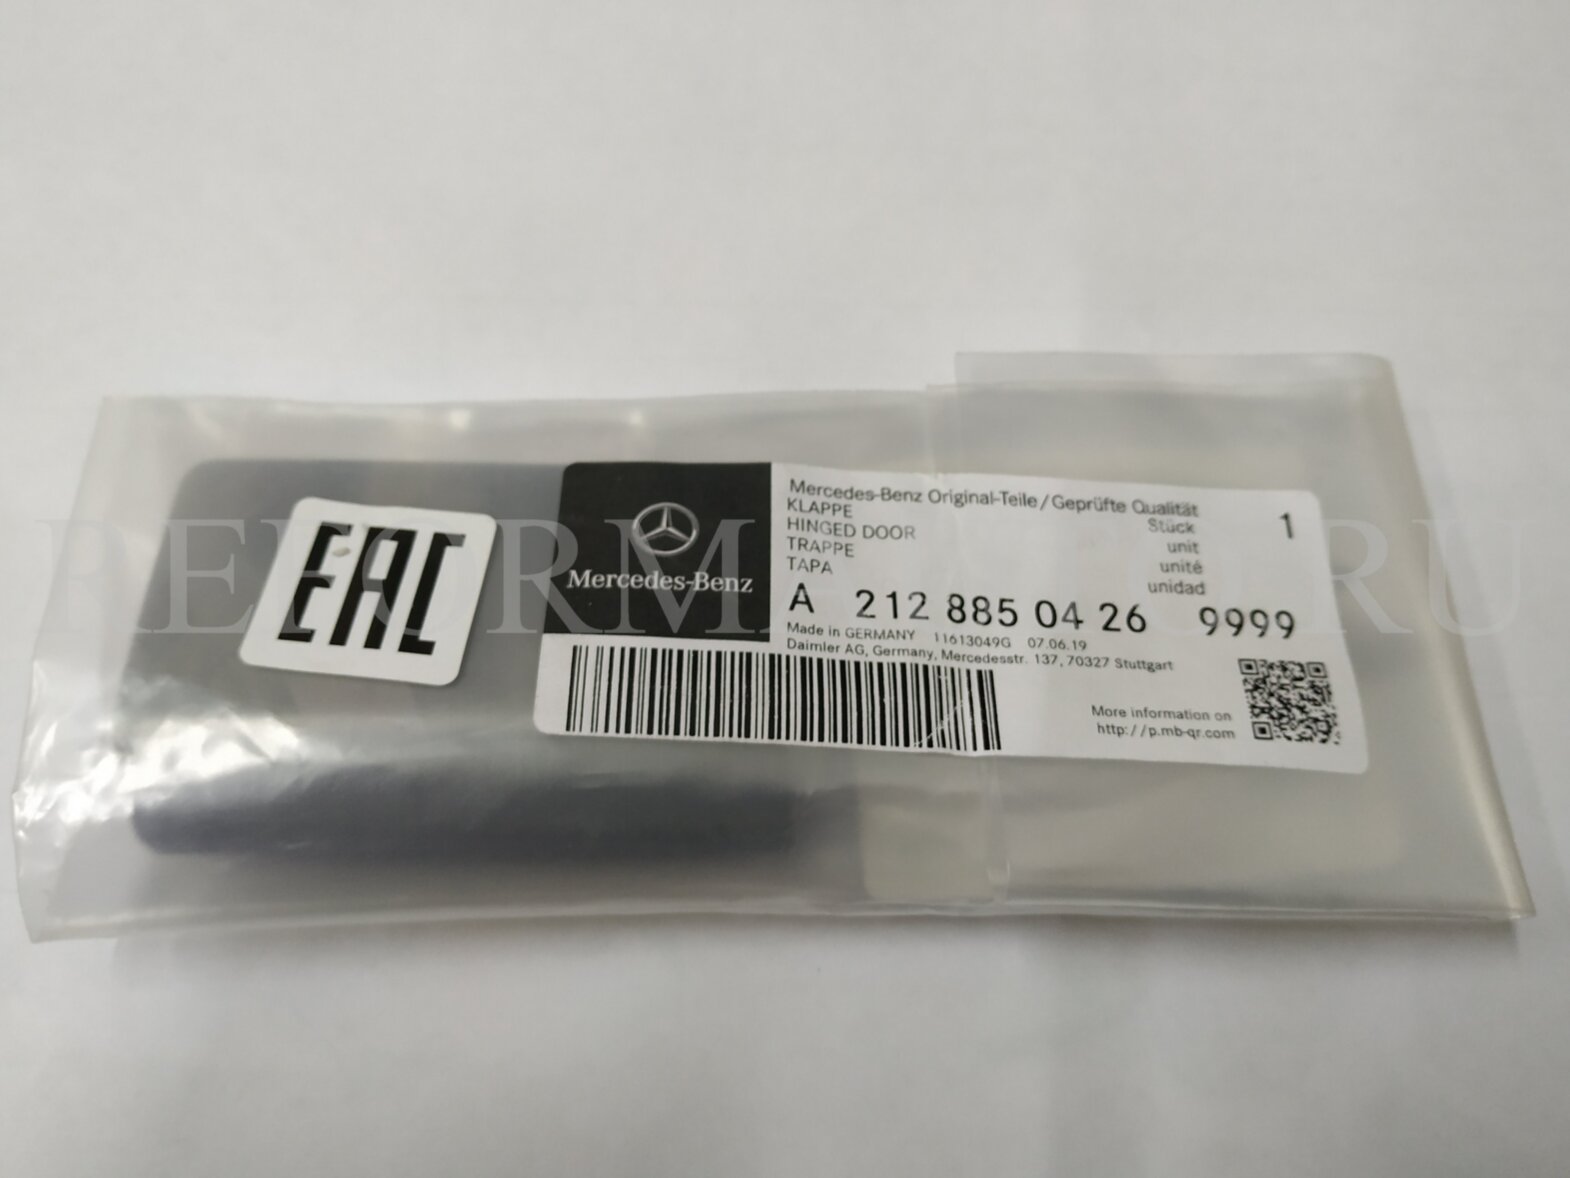 EAC
Mercedes-Benz
Mercedes-Benz Original-Teile/Geprüfte Qualität
KLAPPE Stück 1
HINGED DOOR unit
TRAPPE unité
TAPA unidad
A 212 885 04 26 9999
Made in GERMANY 11613049G 07.06.19
Daimler AG, Germany, Mercedesstr. 137, 70327 Stuttgart
More information on
http://p.mb-qr.com